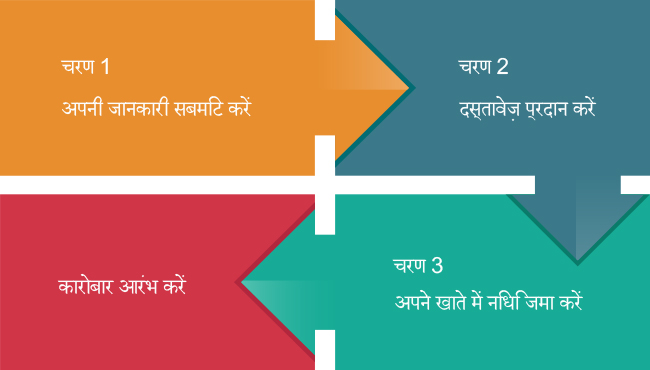 चरण 1
अपनी जानकारी सबमिट करें
चरण 2
दस्तावेज़ प्रदान करें
चरण 3
अपने खाते में निधि जमा करें
कारोबार आरंभ करें